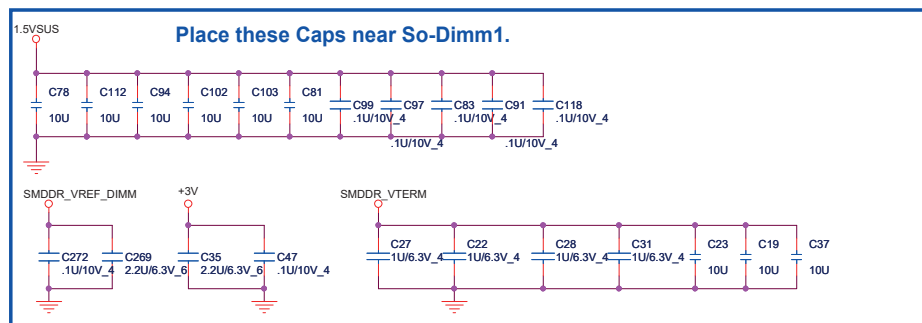 1.5VSUS
Place these Caps near So-Dimm1.
C78
10U
C112
10U
C94
10U
C102
10U
C103
10U
C81
10U
C99
.1U/10V_4
C97
.1U/10V_4
C83
.1U/10V_4
C91
.1U/10V_4
C118
.1U/10V_4
SMDDR_VREF_DIMM
C272
.1U/10V_4
C269
2.2U/6.3V_6
+3V
C35
2.2U/6.3V_6
C47
.1U/10V_4
SMDDR_VTERM
C27
1U/6.3V_4
C22
1U/6.3V_4
C28
1U/6.3V_4
C31
1U/6.3V_4
C23
10U
C19
10U
C37
10U